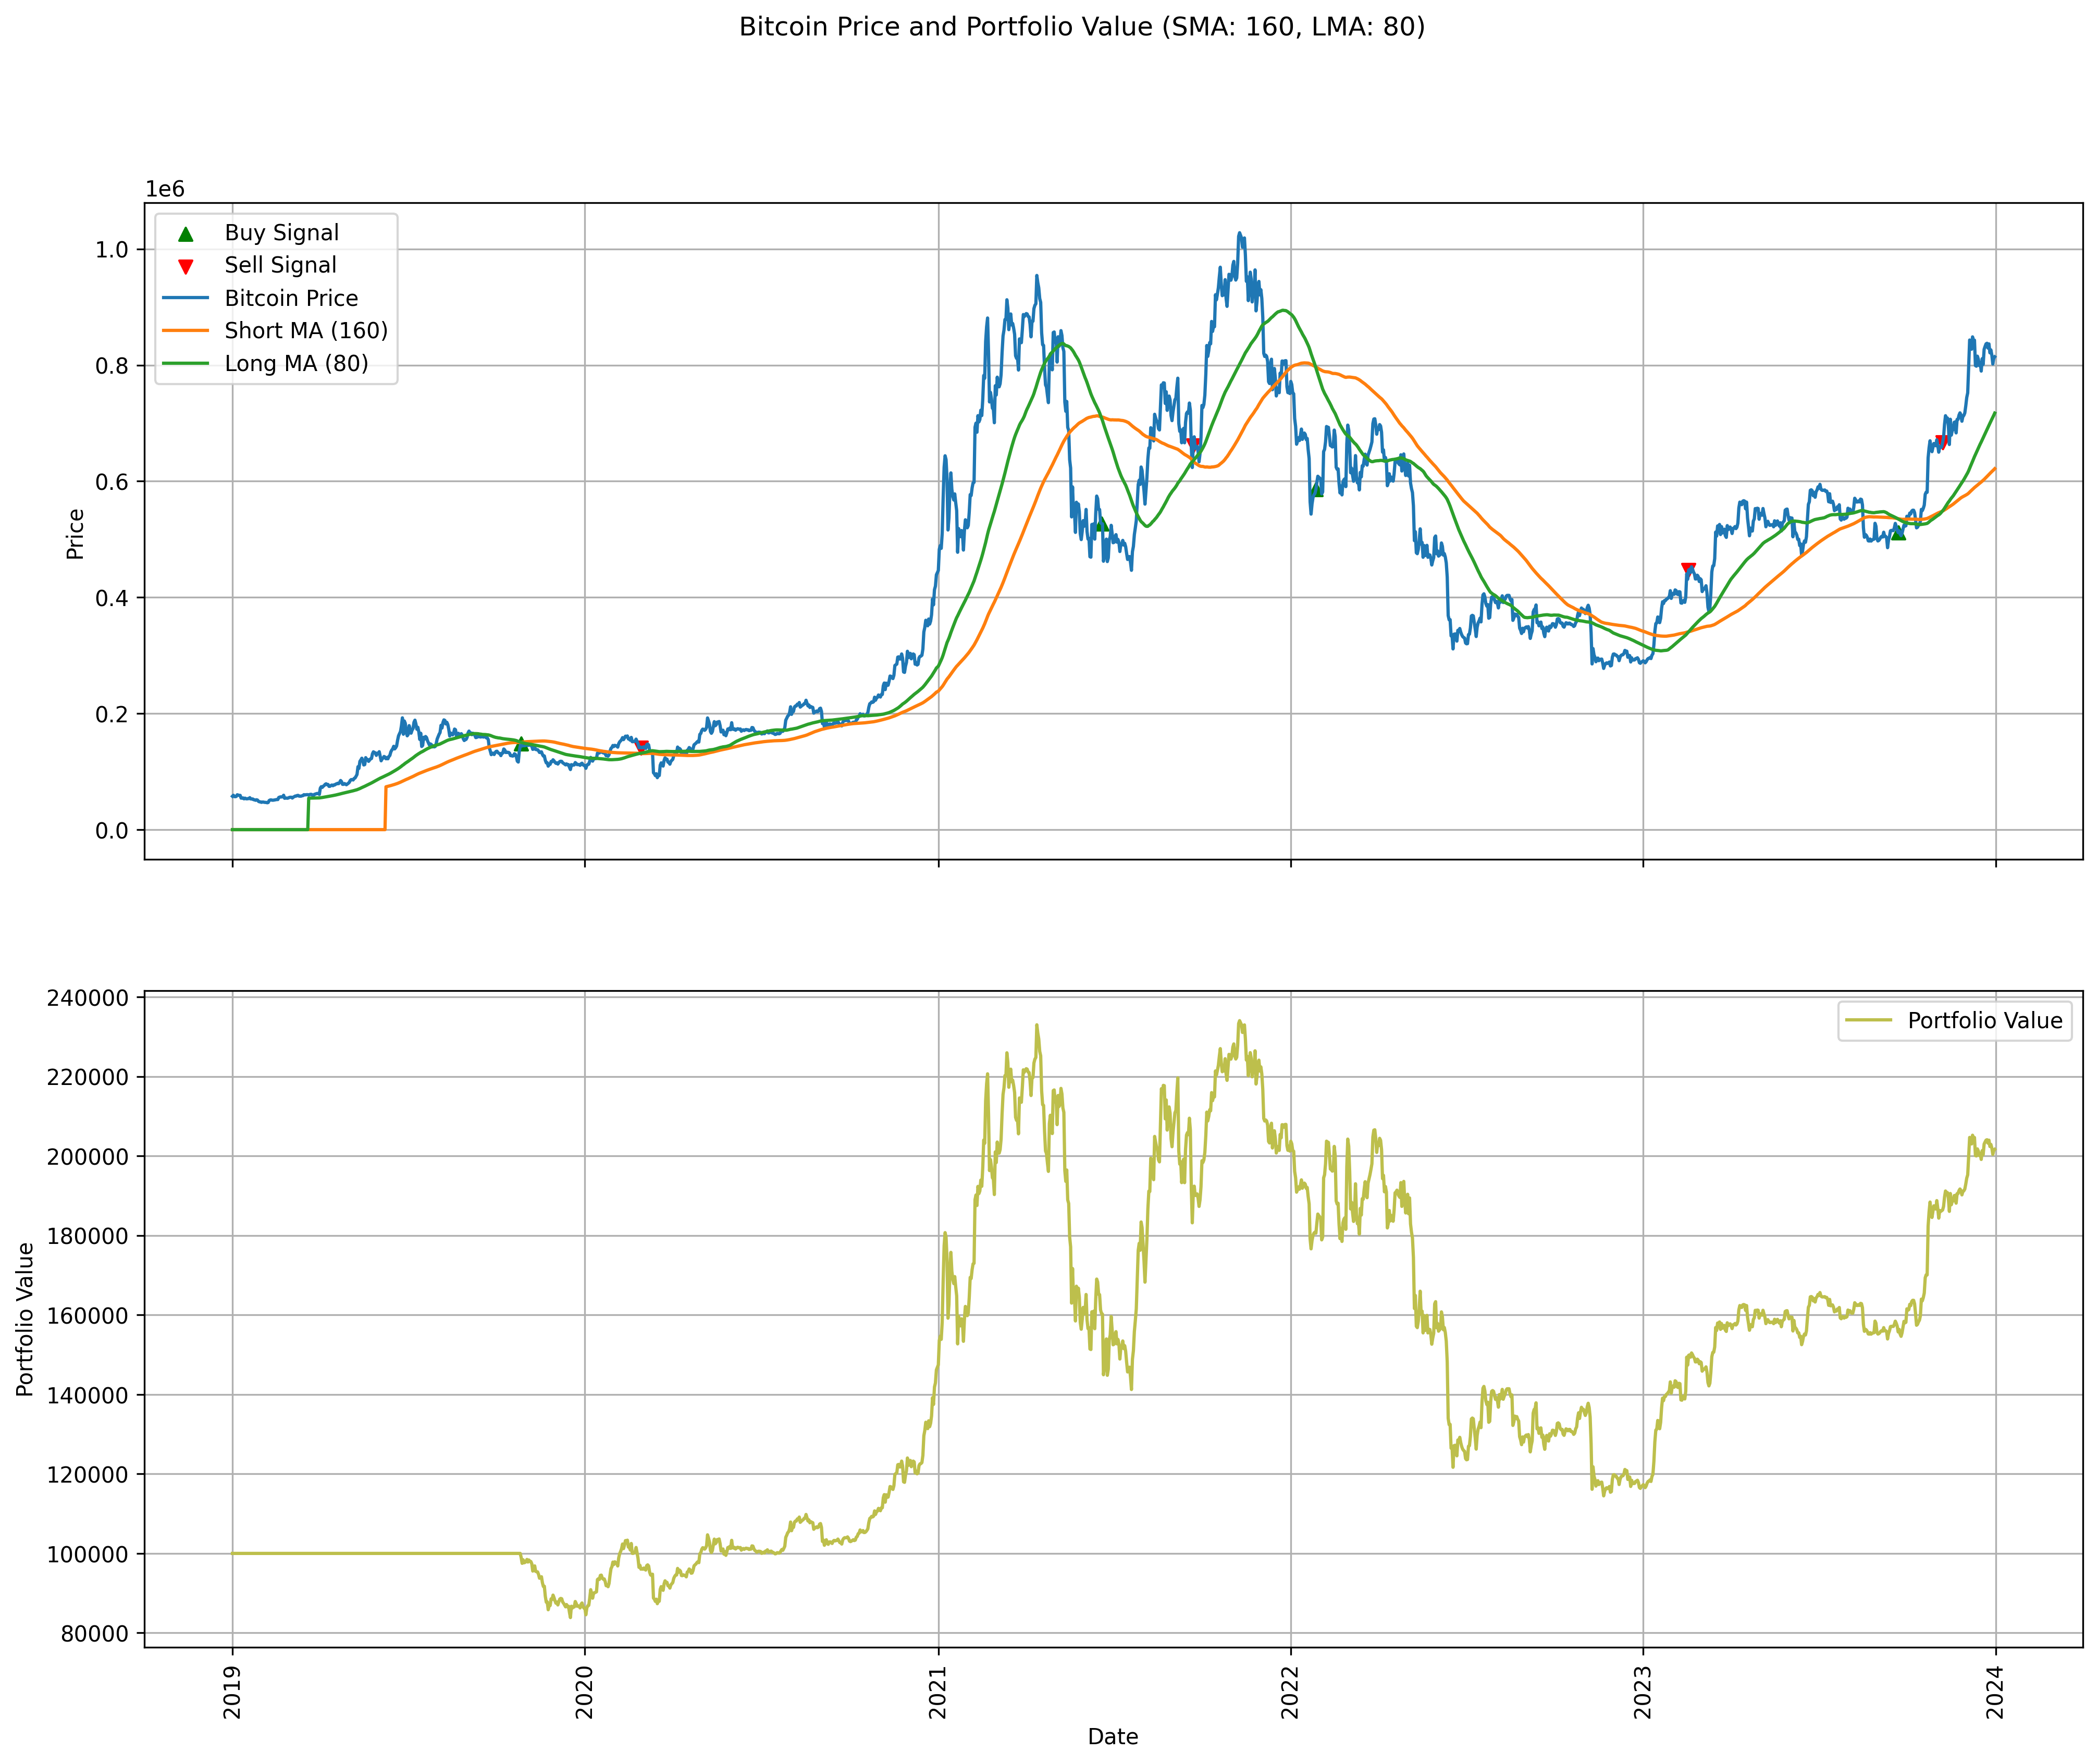 Bitcoin Price and Portfolio Value (SMA: 160, LMA: 80)
1e6
Buy Signal
Sell Signal
Bitcoin Price
Short MA (160)
Long MA (80)
1.0
0.8
0.6
0.4
0.2
0.0
Price
Portfolio Value
240000
220000
200000
180000
160000
140000
120000
100000
80000
Portfolio Value
2019
2020
2021
2022
2023
2024
Date